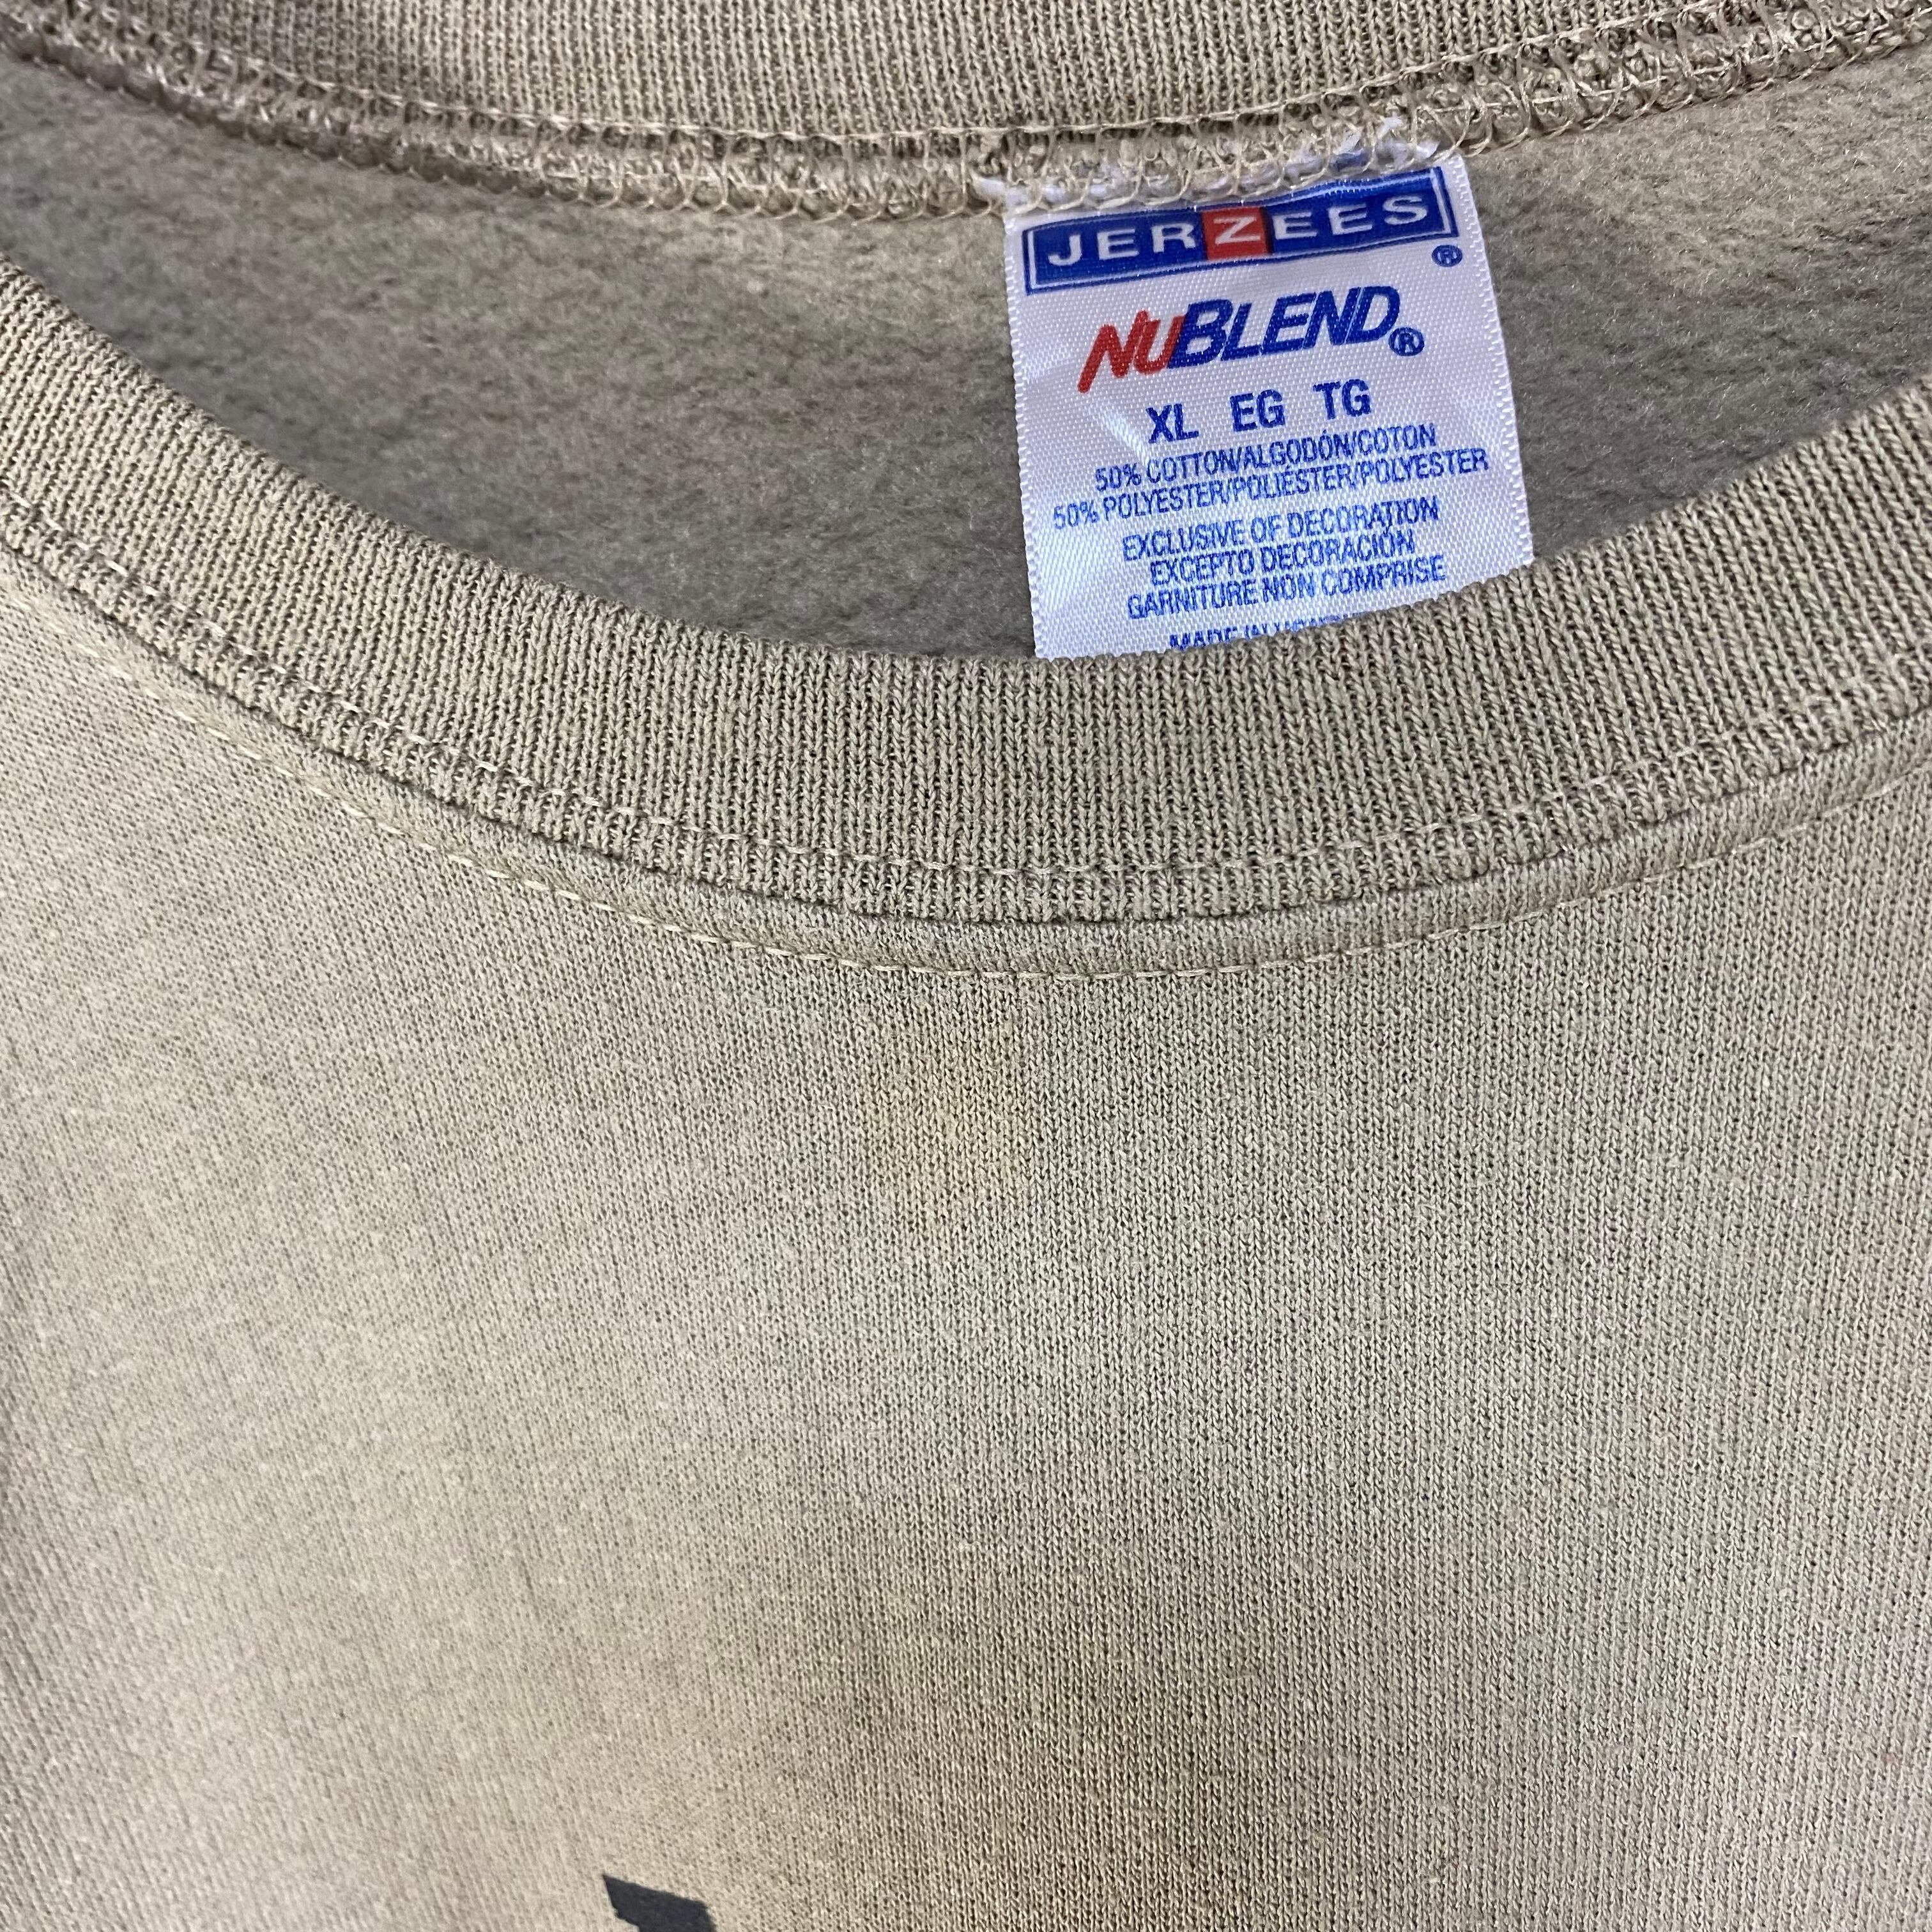 JERZEES®
NUBLEND®
XL EG TG
50% COTTON/ALGODÓN/COTON
50% POLYESTER/POLIÉSTER/POLYESTER
EXCLUSIVE OF DECORATION
EXCEPTO DECORACIÓN
GARNITURE NON COMPRISE
MADE